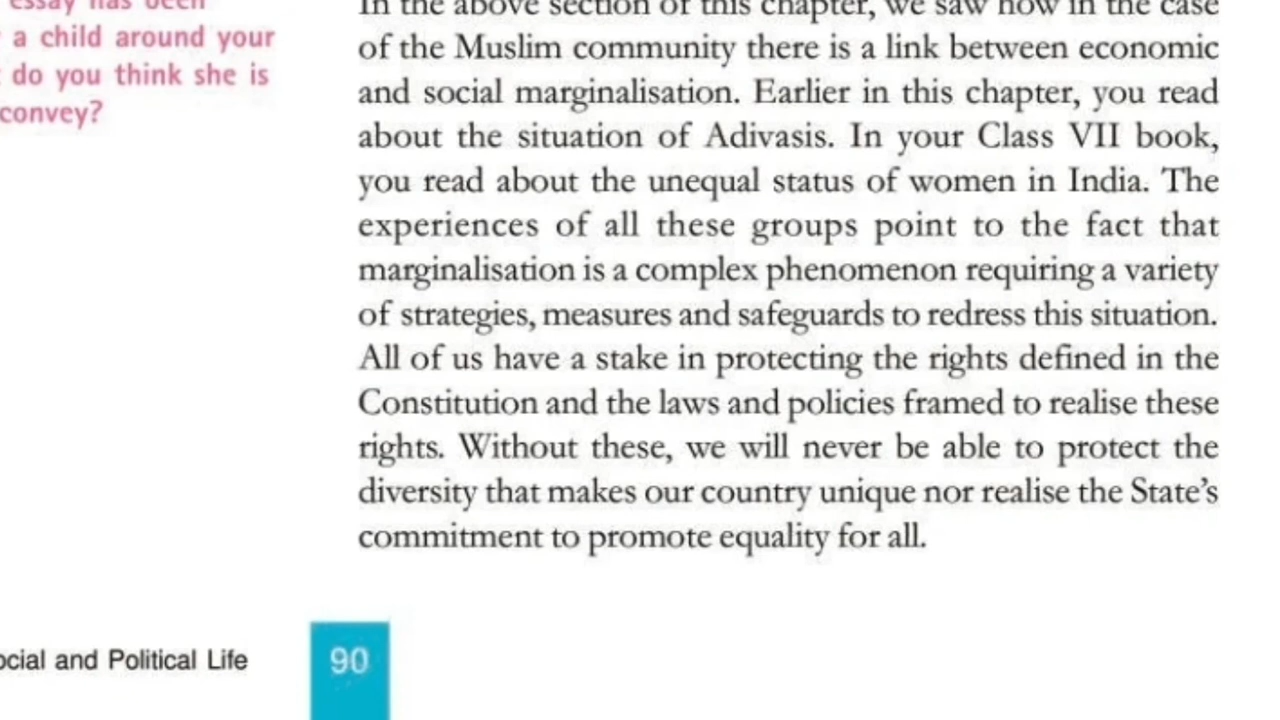 essay has been
a child around your
do you think she is
convey?
In the above section of this chapter, we saw how in the case
of the Muslim community there is a link between economic
and social marginalisation. Earlier in this chapter, you read
about the situation of Adivasis. In your Class VII book,
you read about the unequal status of women in India. The
experiences of all these groups point to the fact that
marginalisation is a complex phenomenon requiring a variety
of strategies, measures and safeguards to redress this situation.
All of us have a stake in protecting the rights defined in the
Constitution and the laws and policies framed to realise these
rights. Without these, we will never be able to protect the
diversity that makes our country unique nor realise the State's
commitment to promote equality for all.
ocial and Political Life
90